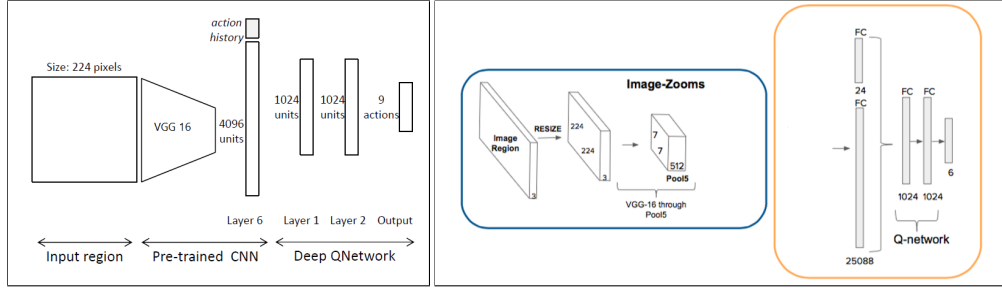 action
history
Size: 224 pixels
VGG 16
4096
units
1024
units
1024
units
9
actions
Layer 6
Layer 1
Layer 2
Output
Input region
Pre-trained CNN
Deep QNetwork
Image-Zooms
Image
Region
3
RESIZE
224
224
3
7
7
512
Pool5
VGG-16 through
Pool5
FC
24
FC
25088
FC
FC
1024
1024
6
Q-network